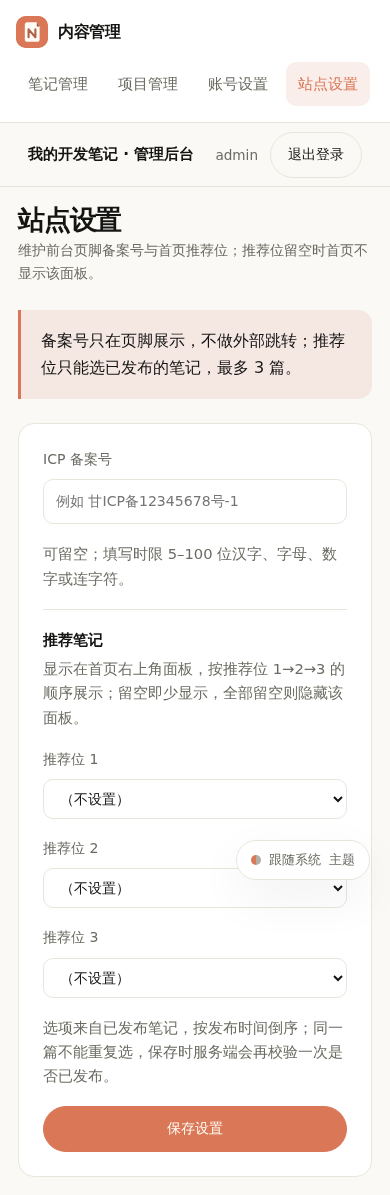 内容管理
笔记管理 项目管理 账号设置 站点设置
我的开发笔记 · 管理后台 admin 退出登录
站点设置
维护前台页脚备案号与首页推荐位；推荐位留空时首页不
显示该面板。
备案号只在页脚展示，不做外部跳转；推荐
位只能选已发布的笔记，最多 3 篇。
ICP 备案号
例如 甘ICP备12345678号-1
可留空；填写时限 5–100 位汉字、字母、数
字或连字符。
推荐笔记
显示在首页右上角面板，按推荐位 1→2→3 的
顺序展示；留空即少显示，全部留空则隐藏该
面板。
推荐位 1
（不设置）
推荐位 2
跟随系统 主题
（不设置）
推荐位 3
（不设置）
选项来自已发布笔记，按发布时间倒序；同一
篇不能重复选，保存时服务端会再校验一次是
否已发布。
保存设置